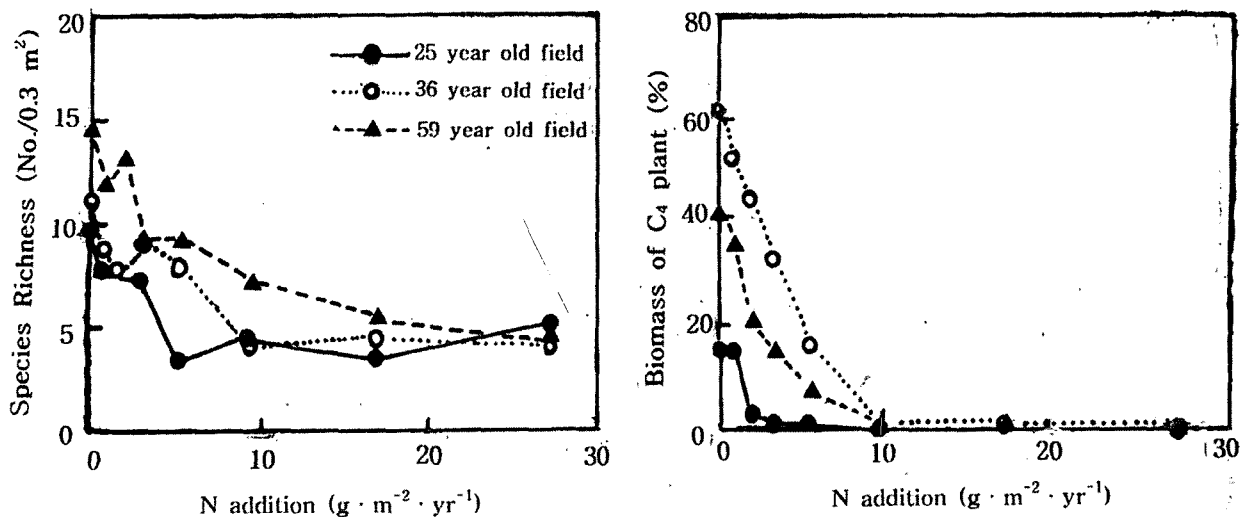 20
15
10
5
0
Species Richness (No./0.3 m²)
25 year old field
36 year old field
59 year old field
0 10 20 30
N addition (g · m⁻² · yr⁻¹)
80
60
40
20
0
Biomass of C₄ plant (%)
0 10 20 30
N addition (g · m⁻² · yr⁻¹)